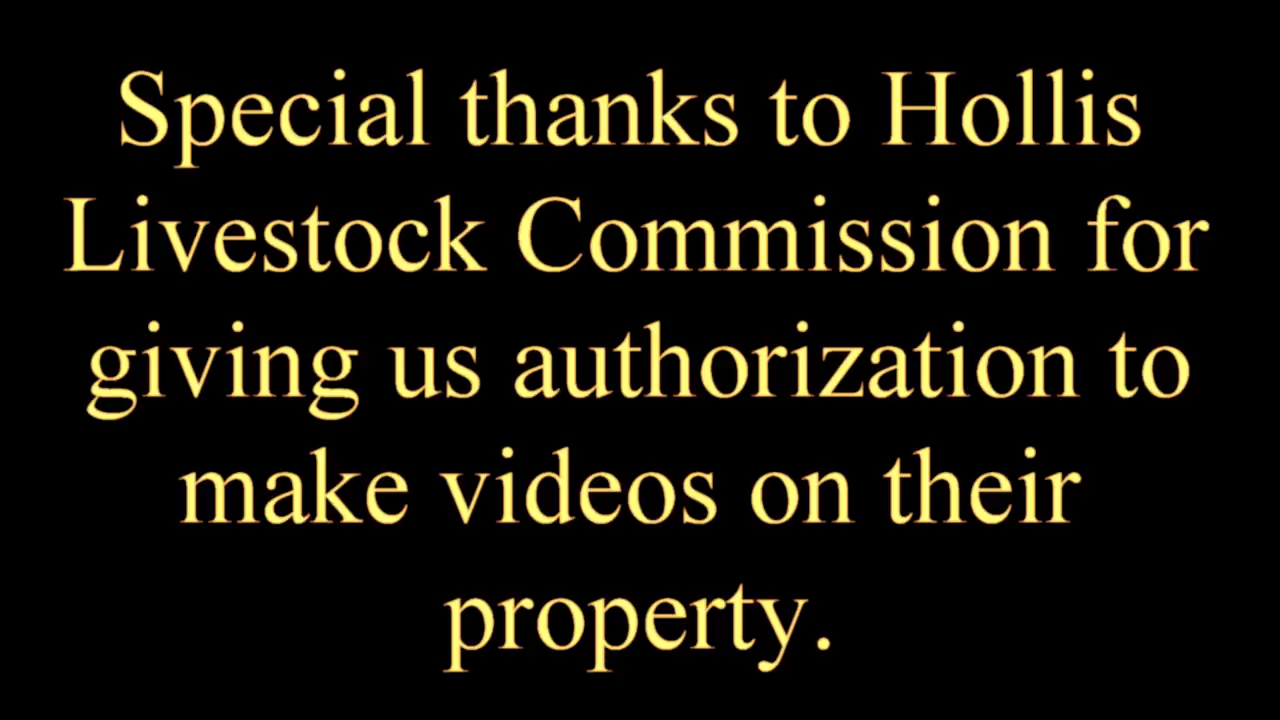 Special thanks to Hollis
Livestock Commission for
giving us authorization to
make videos on their
property.